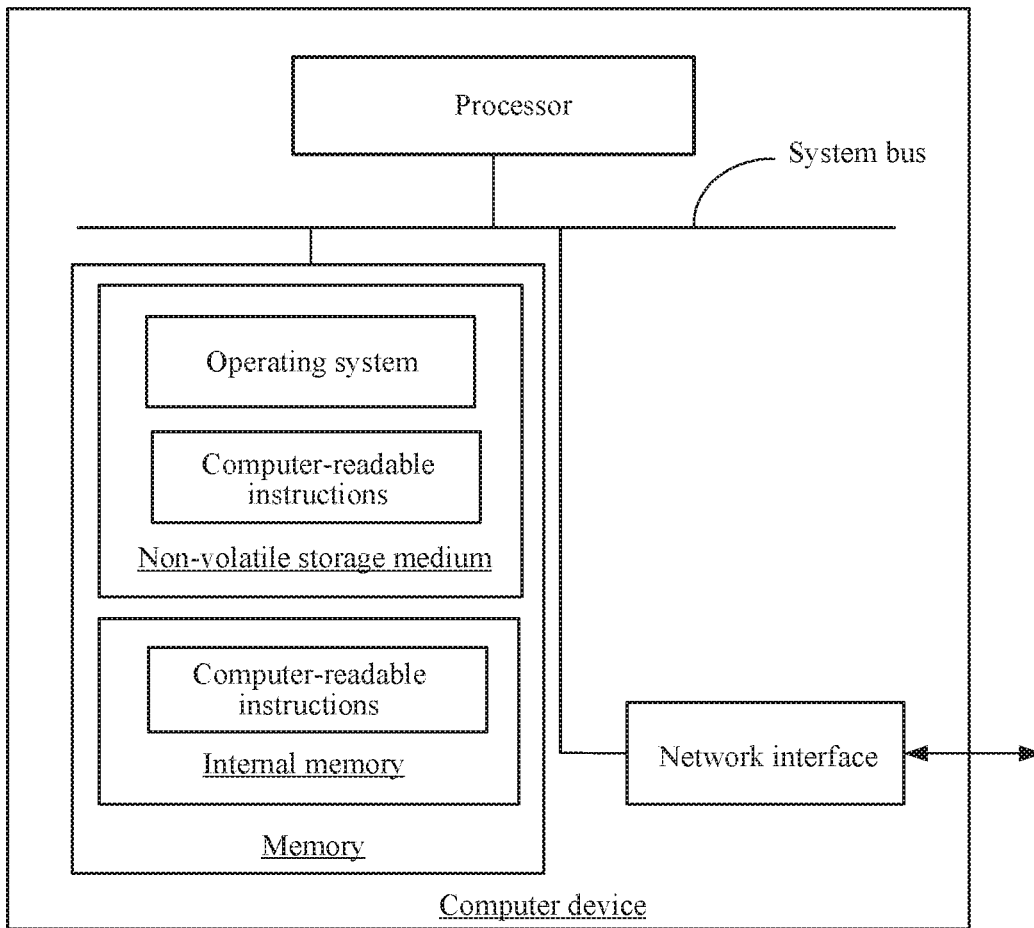 Processor
System bus
Operating system
Computer-readable
instructions
Non-volatile storage medium
Computer-readable
instructions
Internal memory
Network interface
Memory
Computer device